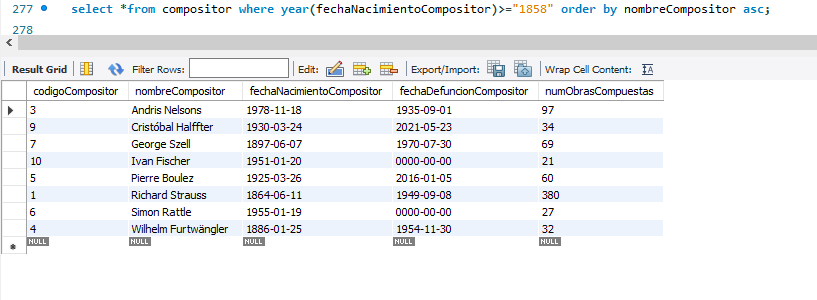 277 select *from compositor where year(fechaNacimientoCompositor)>="1858" order by nombreCompositor asc;
278
Result Grid Filter Rows: Edit: Export/Import: Wrap Cell Content:
codigoCompositor nombreCompositor fechaNacimientoCompositor fechaDefuncionCompositor numObrasCompuestas
3 Andris Nelsons 1978-11-18 1935-09-01 97
9 Cristóbal Halffter 1930-03-24 2021-05-23 34
7 George Szell 1897-06-07 1970-07-30 69
10 Ivan Fischer 1951-01-20 0000-00-00 21
5 Pierre Boulez 1925-03-26 2016-01-05 60
1 Richard Strauss 1864-06-11 1949-09-08 380
6 Simon Rattle 1955-01-19 0000-00-00 27
4 Wilhelm Furtwängler 1886-01-25 1954-11-30 32
NULL NULL NULL NULL NULL